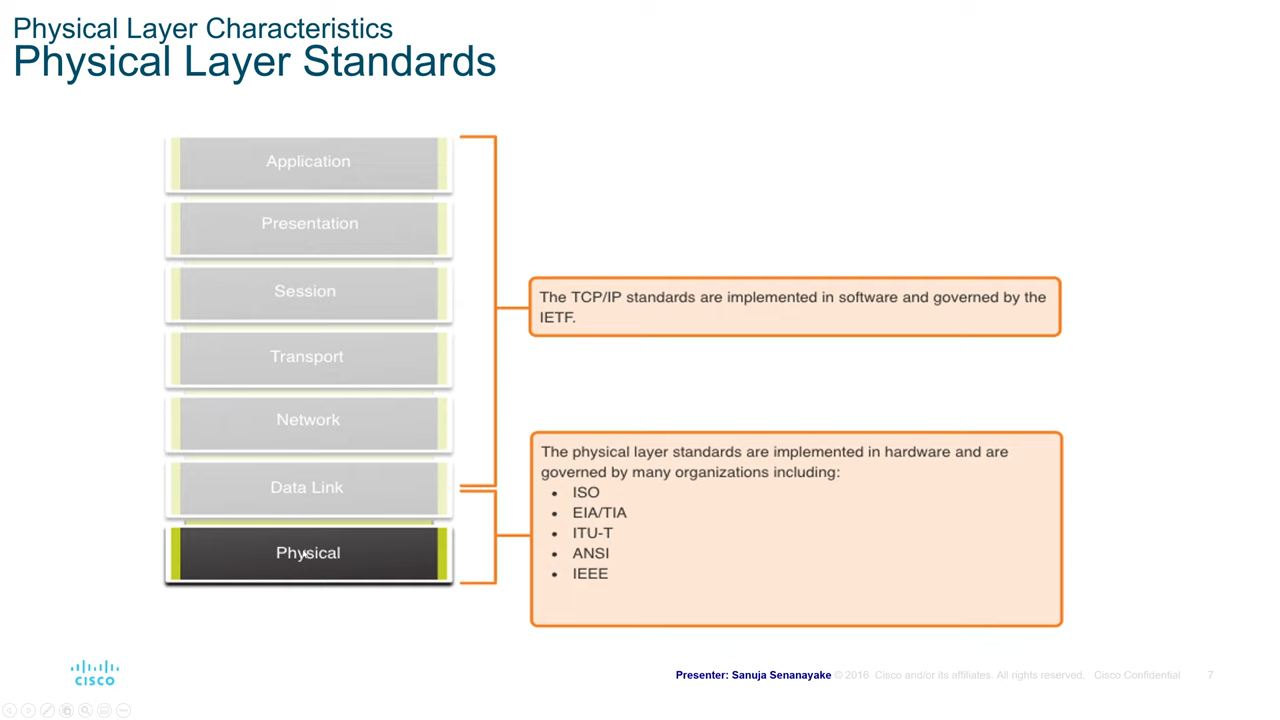 Physical Layer Characteristics
Physical Layer Standards
Application
Presentation
Session
Transport
Network
Data Link
Physical
The TCP/IP standards are implemented in software and governed by the
IETF.
The physical layer standards are implemented in hardware and are
governed by many organizations including:
• ISO
• EIA/TIA
• ITU-T
• ANSI
• IEEE
CISCO
Presenter: Sanuja Senanayake © 2016 Cisco and/or its affiliates. All rights reserved. Cisco Confidential 7